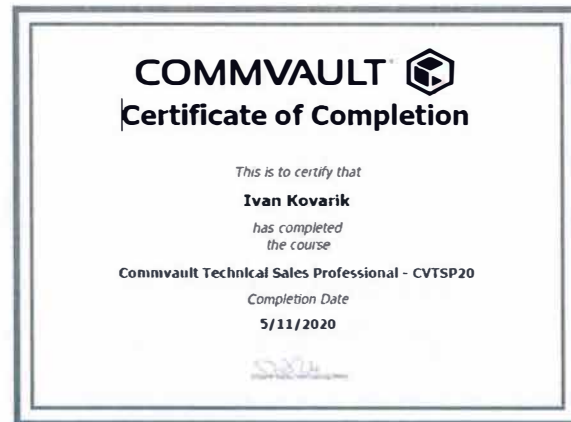 COMMVAULT
Certificate of Completion
This is to certify that
Ivan Kovarik
has completed
the course
Commvault Technical Sales Professional - CVTSP20
Completion Date
5/11/2020